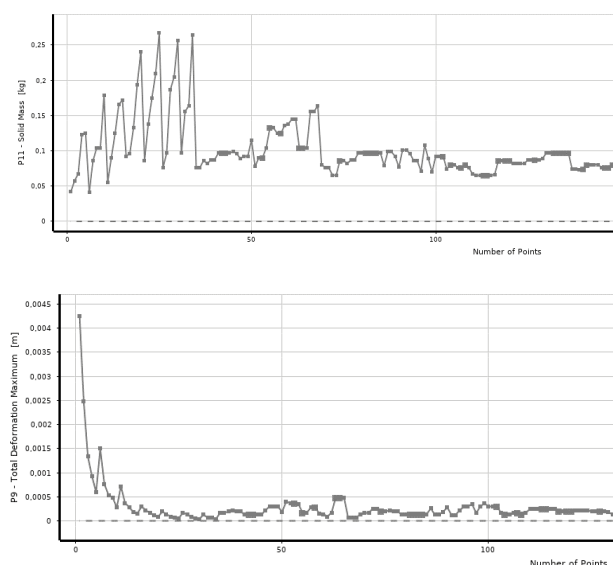 0,25
0,2
0,15
0,1
0,05
0
P11 - Solid Mass [kg]
0 50 100
Number of Points
0,0045
0,004
0,0035
0,003
0,0025
0,002
0,0015
0,001
0,0005
0
P9 - Total Deformation Maximum [m]
0 50 100
Number of Points